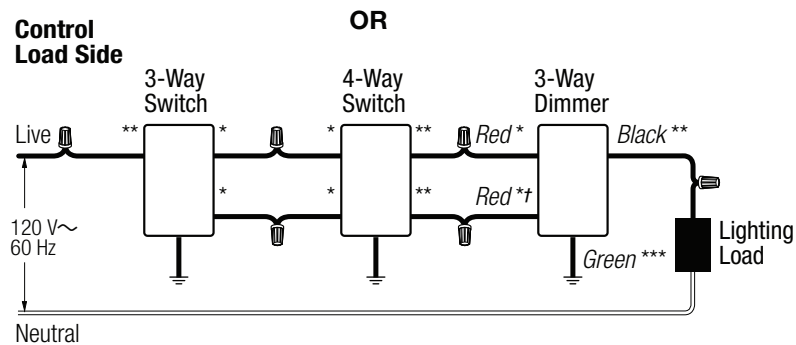 OR
Control
Load Side
3-Way
Switch
4-Way
Switch
3-Way
Dimmer
Live
**
*
*
**
Red *
Black **
*
*
**
Red *†
120 V~
60 Hz
Green ***
Lighting
Load
Neutral